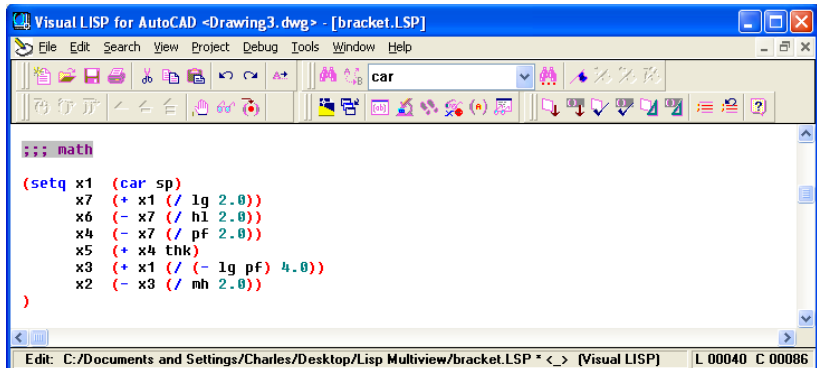 Visual LISP for AutoCAD <Drawing3.dwg> - [bracket.LSP]
File Edit Search View Project Debug Tools Window Help
car
;;; math
(setq x1 (car sp)
x7 (+ x1 (/ lg 2.0))
x6 (- x7 (/ hl 2.0))
x4 (- x7 (/ pf 2.0))
x5 (+ x4 thk)
x3 (+ x1 (/ (- lg pf) 4.0))
x2 (- x3 (/ mh 2.0))
)
Edit: C:/Documents and Settings/Charles/Desktop/Lisp Multiview/bracket.LSP * <_> (Visual LISP) L 00040 C 00086